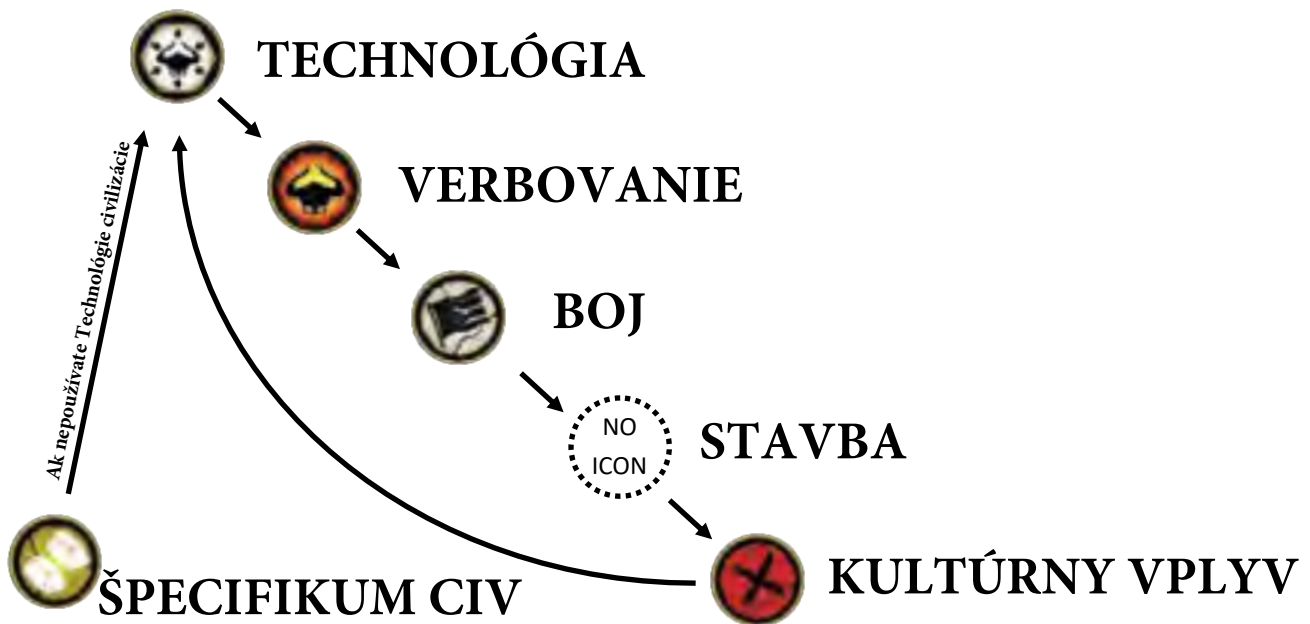 TECHNOLÓGIA
VERBOVANIE
BOJ
NO
ICON
STAVBA
KULTÚRNY VPLYV
Ak nepoužívate Technológie civilizácie
ŠPECIFIKUM CIV